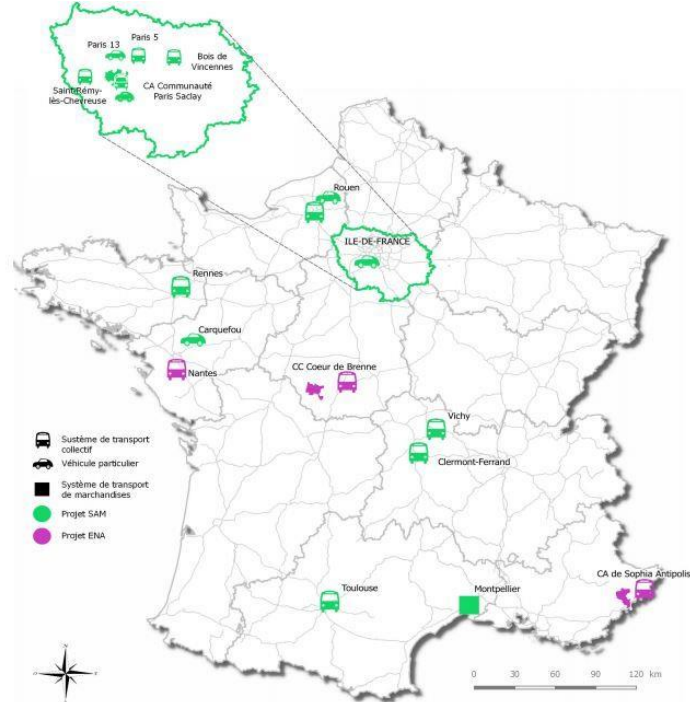 Paris 13
Paris 5
Bois de
Vincennes
Saint-Rémy-
lès-Chevreuse
CA Communauté
Paris Saclay
Rouen
ILE-DE-FRANCE
Rennes
Carquefou
Nantes
CC Coeur de Brenne
Vichy
Clermont-Ferrand
Sustème de transport
collectif
Véhicule particulier
Système de transport
de marchandises
Projet SAM
Projet ENA
Toulouse
Montpellier
CA de Sophia Antipolis
N
0 30 60 90 120 km